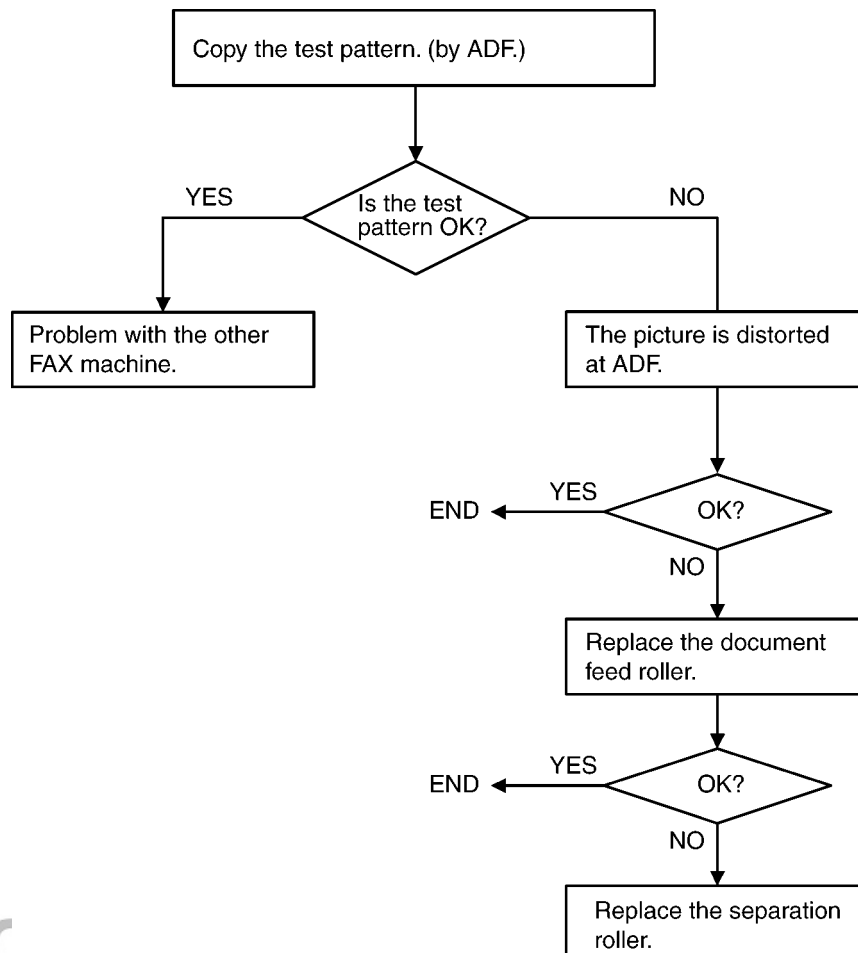 Copy the test pattern. (by ADF.)
YES
NO
Is the test
pattern OK?
Problem with the other
FAX machine.
The picture is distorted
at ADF.
END
YES
OK?
NO
Replace the document
feed roller.
END
YES
OK?
NO
Replace the separation
roller.